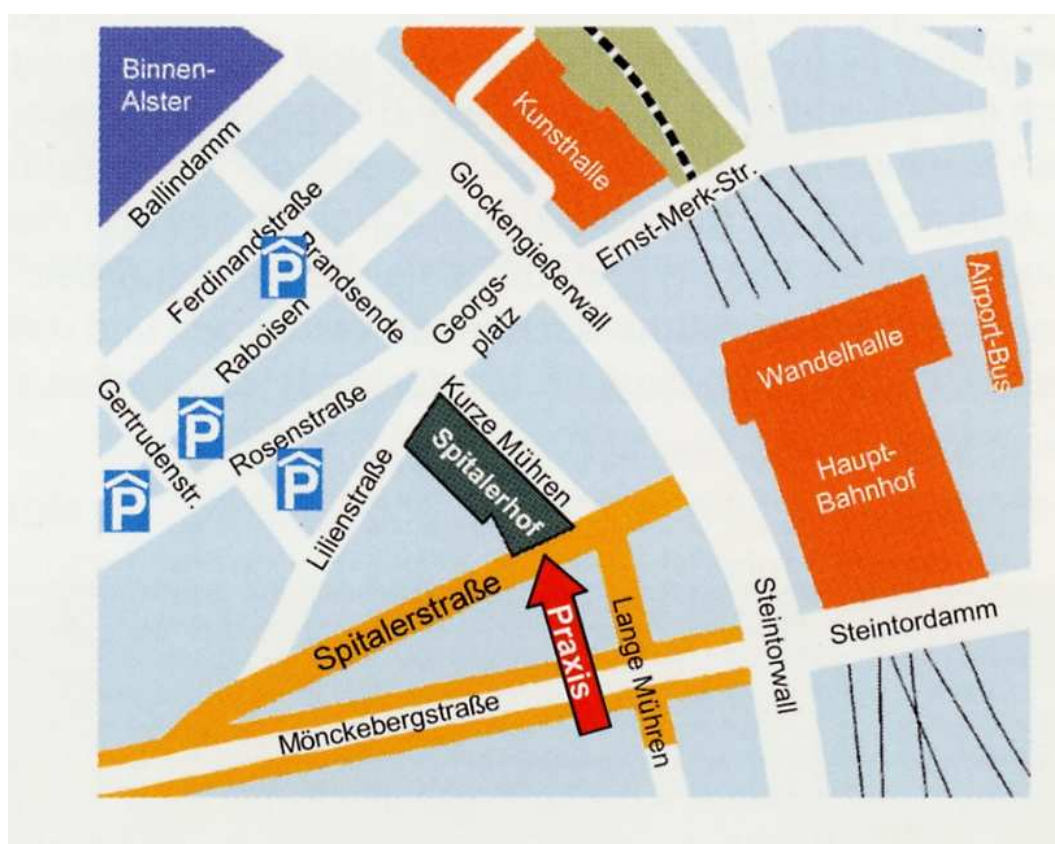 Binnen-
Alster
Ballindamm
Kunsthalle
Glockengießerwall
Ernst-Merk-Str.
Ferdinandstraße
Brandsende
P
Georgs-
platz
Raboisen
Airport-Bus
Wandelhalle
Gertrudenstr.
P
Rosenstraße
Kurze Mühren
Spitalerhof
Haupt-
Bahnhof
P
P
Lilienstraße
Spitalerstraße
Praxis
Lange Mühren
Steintorwall
Steintordamm
Mönckebergstraße